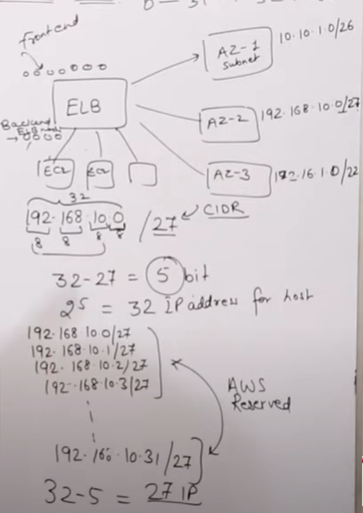 frontend
AZ-1
subnet
10.10.1.0/26
ELB
Backend
AZ-2
192.168.10.0/27
EC2
EC2
AZ-3
192.16.1.0/22
32
192.168.10.0/27
CIDR
8 8 8 8
32-27 = 5 bit
2^5 = 32 IP address for host
192.168.10.0/27
192.168.10.1/27
192.168.10.2/27
192.168.10.3/27
AWS
Reserved
192.168.10.31/27
32-5 = 27 IP